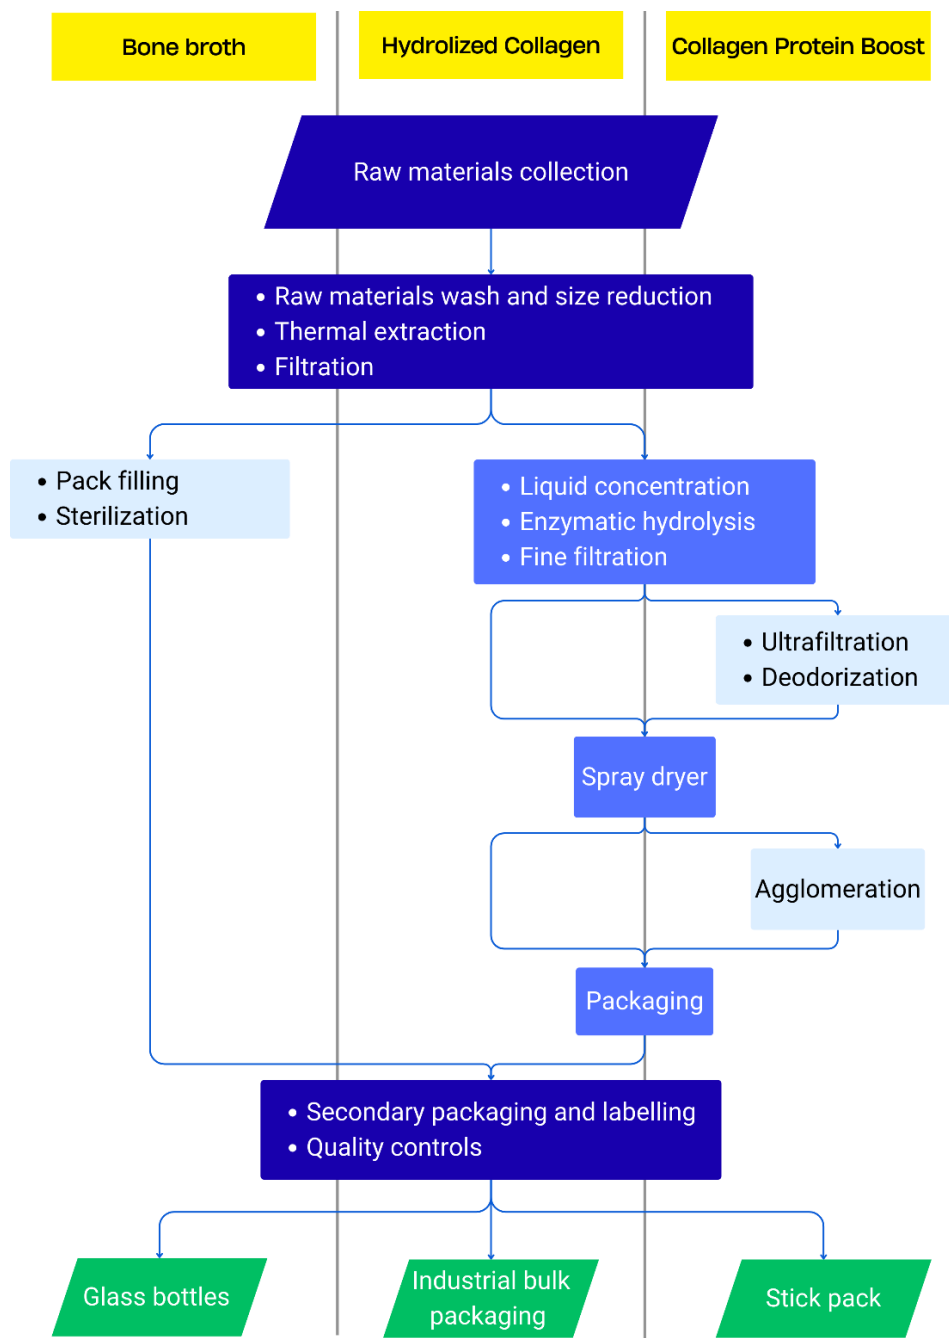 Bone broth
Hydrolized Collagen
Collagen Protein Boost
Raw materials collection
• Raw materials wash and size reduction
• Thermal extraction
• Filtration
• Pack filling
• Sterilization
• Liquid concentration
• Enzymatic hydrolysis
• Fine filtration
• Ultrafiltration
• Deodorization
Spray dryer
Agglomeration
Packaging
• Secondary packaging and labelling
• Quality controls
Glass bottles
Industrial bulk
packaging
Stick pack